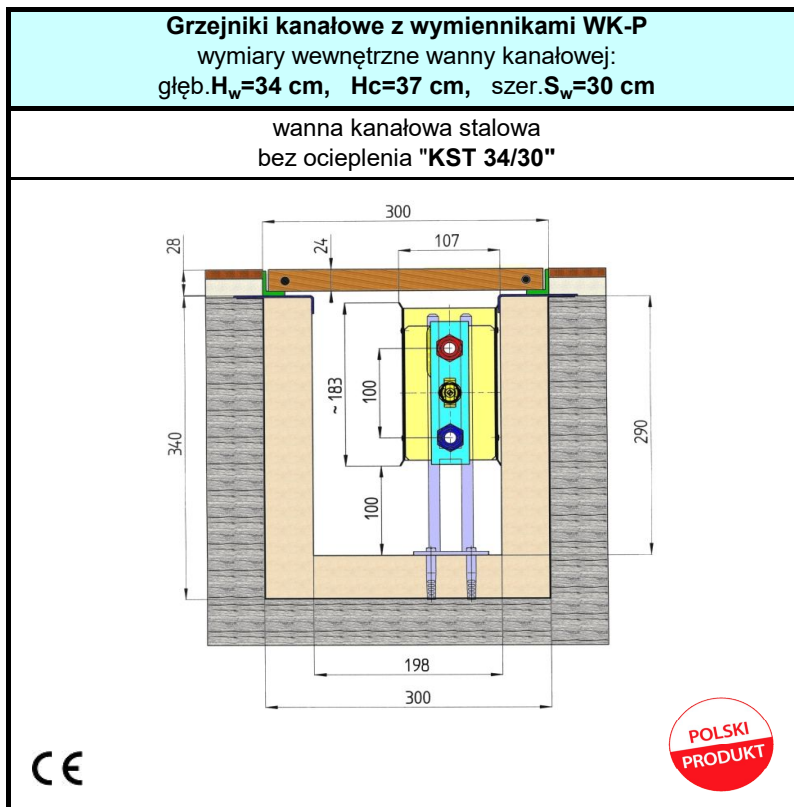 Grzejniki kanałowe z wymiennikami WK-P
wymiary wewnętrzne wanny kanałowej:
głęb.Hw=34 cm, Hc=37 cm, szer.Sw=30 cm
wanna kanałowa stalowa
bez ocieplenia "KST 34/30"
300
28
24
107
~183
100
340
290
100
198
300
POLSKI
PRODUKT
CE